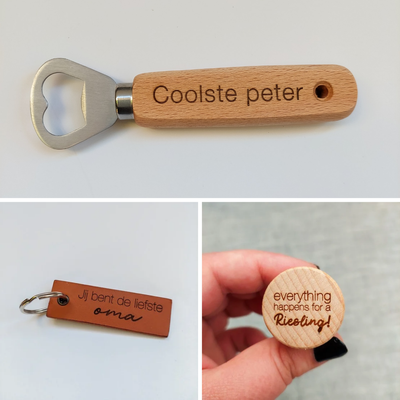 Coolste peter
Jij bent de liefste
oma
everything
happens for a
Riesling!